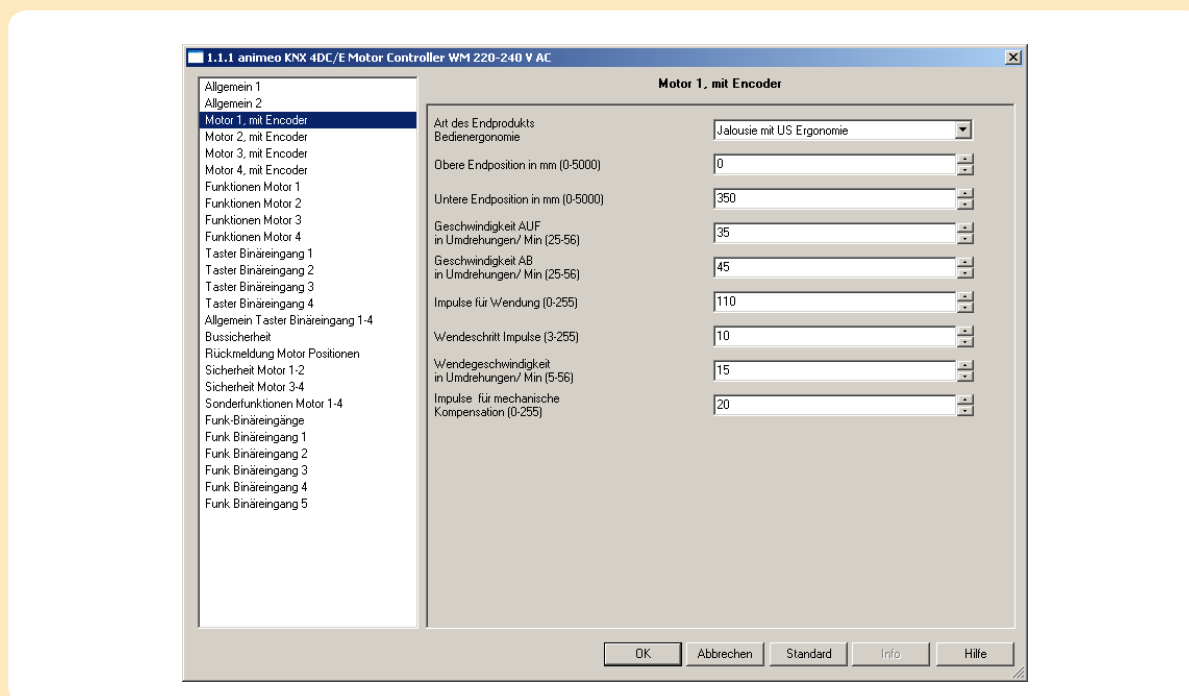 1.1.1 animeo KNX 4DC/E Motor Controller WM 220-240 V AC
Allgemein 1
Allgemein 2
Motor 1, mit Encoder
Motor 2, mit Encoder
Motor 3, mit Encoder
Motor 4, mit Encoder
Funktionen Motor 1
Funktionen Motor 2
Funktionen Motor 3
Funktionen Motor 4
Taster Binäreingang 1
Taster Binäreingang 2
Taster Binäreingang 3
Taster Binäreingang 4
Allgemein Taster Binäreingang 1-4
Bussicherheit
Rückmeldung Motor Positionen
Sicherheit Motor 1-2
Sicherheit Motor 3-4
Sonderfunktionen Motor 1-4
Funk-Binäreingänge
Funk Binäreingang 1
Funk Binäreingang 2
Funk Binäreingang 3
Funk Binäreingang 4
Funk Binäreingang 5
Motor 1, mit Encoder
Art des Endprodukts
Bedienergonomie
Jalousie mit US Ergonomie
Obere Endposition in mm (0-5000)
0
Untere Endposition in mm (0-5000)
350
Geschwindigkeit AUF
in Umdrehungen/ Min (25-56)
35
Geschwindigkeit AB
in Umdrehungen/ Min (25-56)
45
Impulse für Wendung (0-255)
110
Wendeschritt Impulse (3-255)
10
Wendegeschwindigkeit
in Umdrehungen/ Min (5-56)
15
Impulse für mechanische
Kompensation (0-255)
20
OK
Abbrechen
Standard
Info
Hilfe